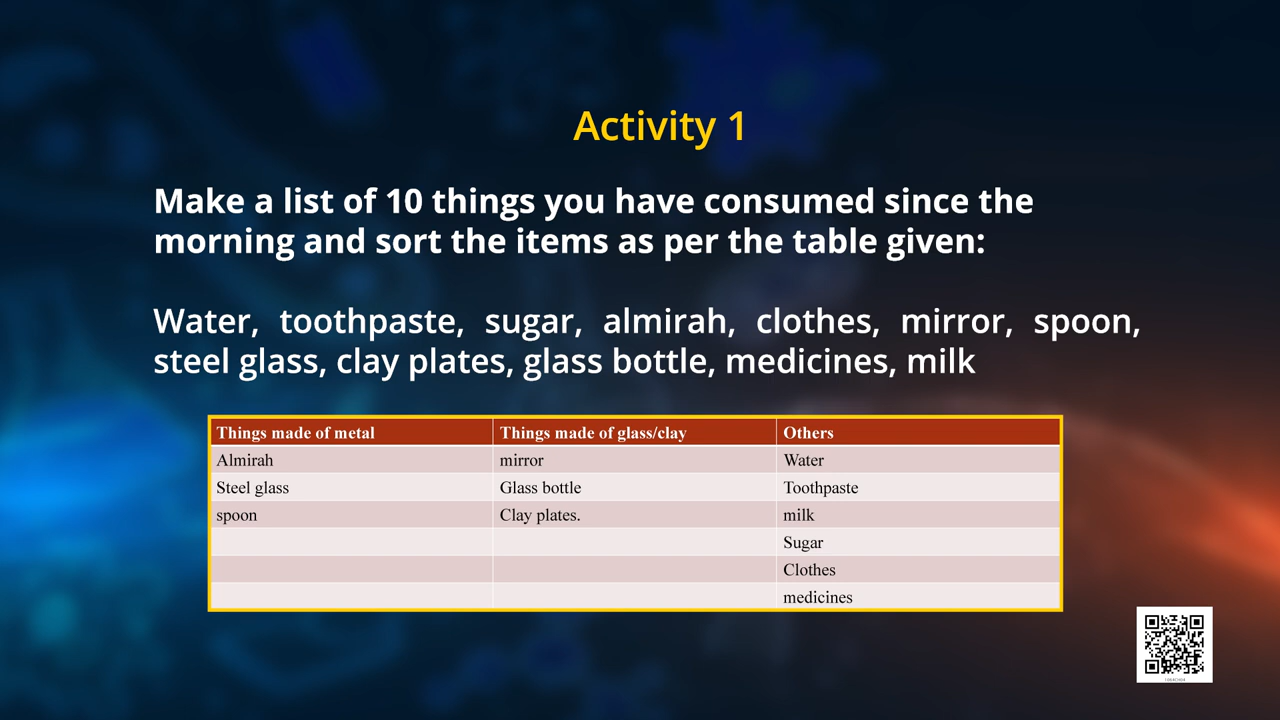 Activity 1
Make a list of 10 things you have consumed since the
morning and sort the items as per the table given:
Water, toothpaste, sugar, almirah, clothes, mirror, spoon,
steel glass, clay plates, glass bottle, medicines, milk
Things made of metal Things made of glass/clay Others
Almirah mirror Water
Steel glass Glass bottle Toothpaste
spoon Clay plates. milk
Sugar
Clothes
medicines